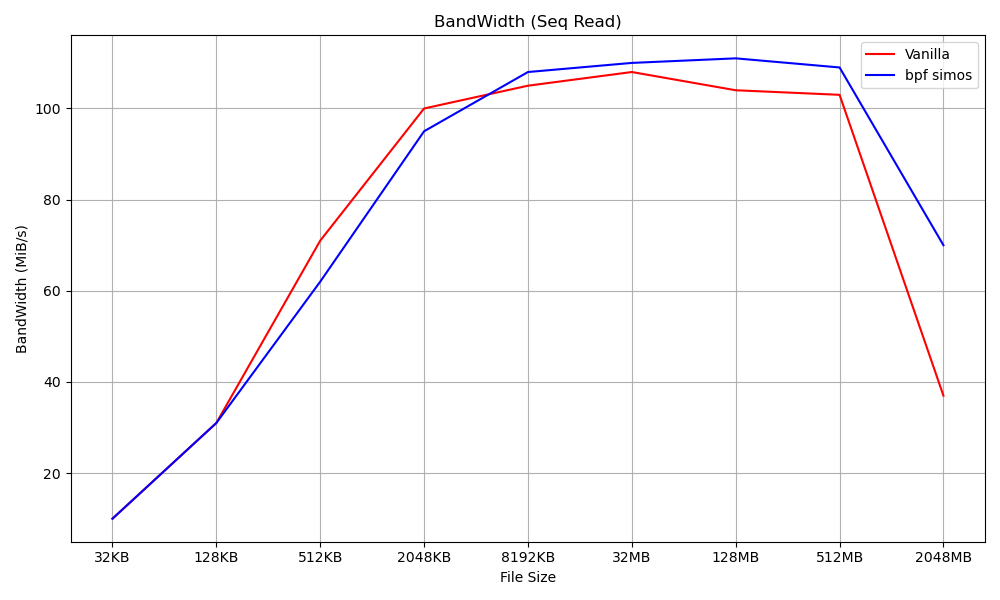 BandWidth (Seq Read)
Vanilla
bpf simos
BandWidth (MiB/s)
100
80
60
40
20
32KB 128KB 512KB 2048KB 8192KB 32MB 128MB 512MB 2048MB
File Size